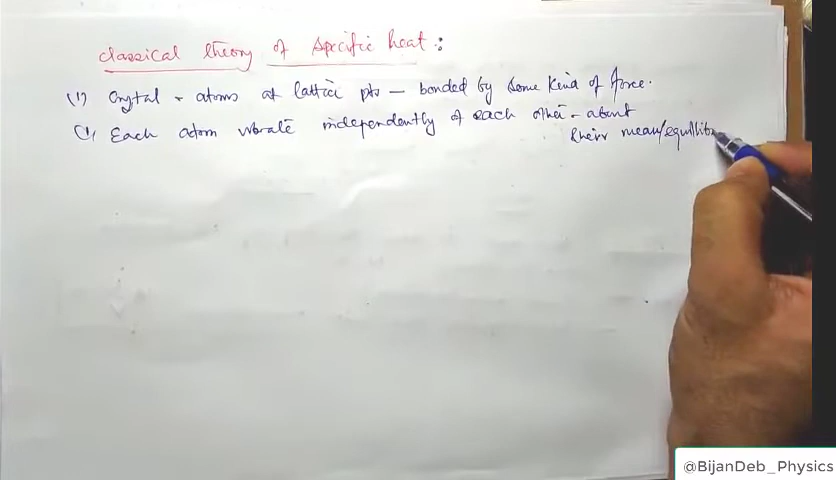 classical theory of specific heat:
(1) Crystal - atoms at lattice pts — bonded by some kind of force.
(1) Each atom vibrate independently of each other - about
their mean/equilib
@BijanDeb_Physics